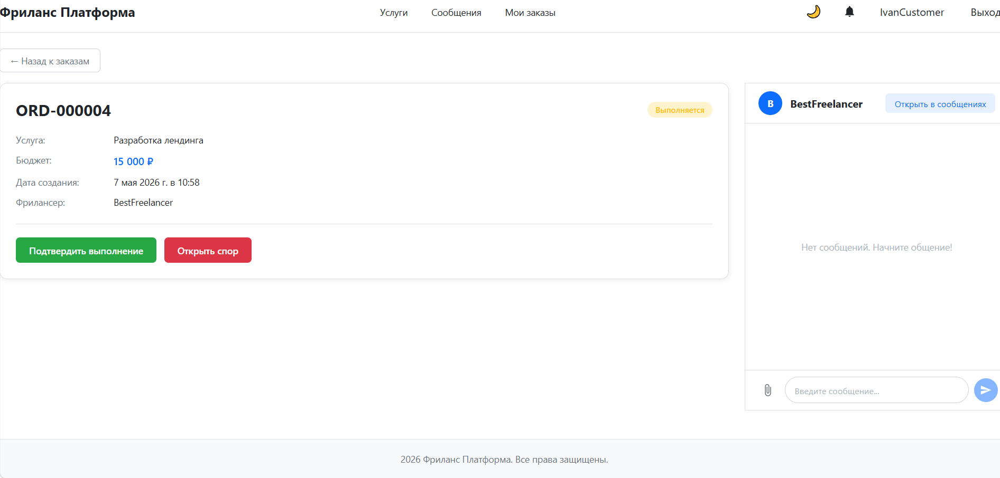 Фриланс Платформа
Услуги Сообщения Мои заказы
IvanCustomer Выход
← Назад к заказам
ORD-000004
Выполняется
Услуга: Разработка лендинга
Бюджет: 15 000 ₽
Дата создания: 7 мая 2026 г. в 10:58
Фрилансер: BestFreelancer
Подтвердить выполнение Открыть спор
B BestFreelancer Открыть в сообщениях
Нет сообщений. Начните общение!
Введите сообщение...
2026 Фриланс Платформа. Все права защищены.